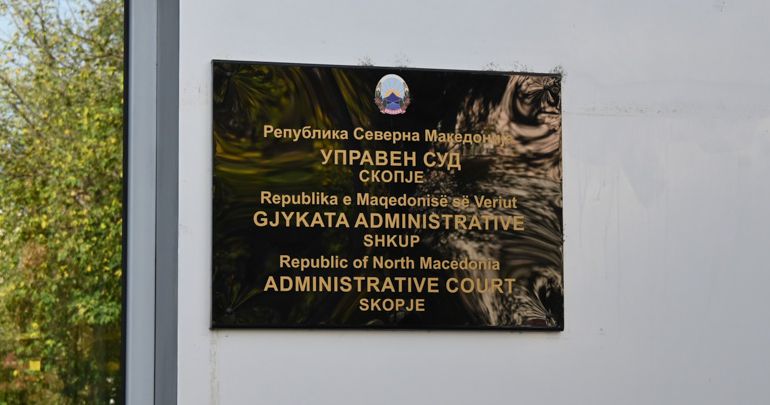 Република Северна Македонија
УПРАВЕН СУД
СКОПЈЕ
Republika e Maqedonisë së Veriut
GJYKATA ADMINISTRATIVE
SHKUP
Republic of North Macedonia
ADMINISTRATIVE COURT
SKOPJE